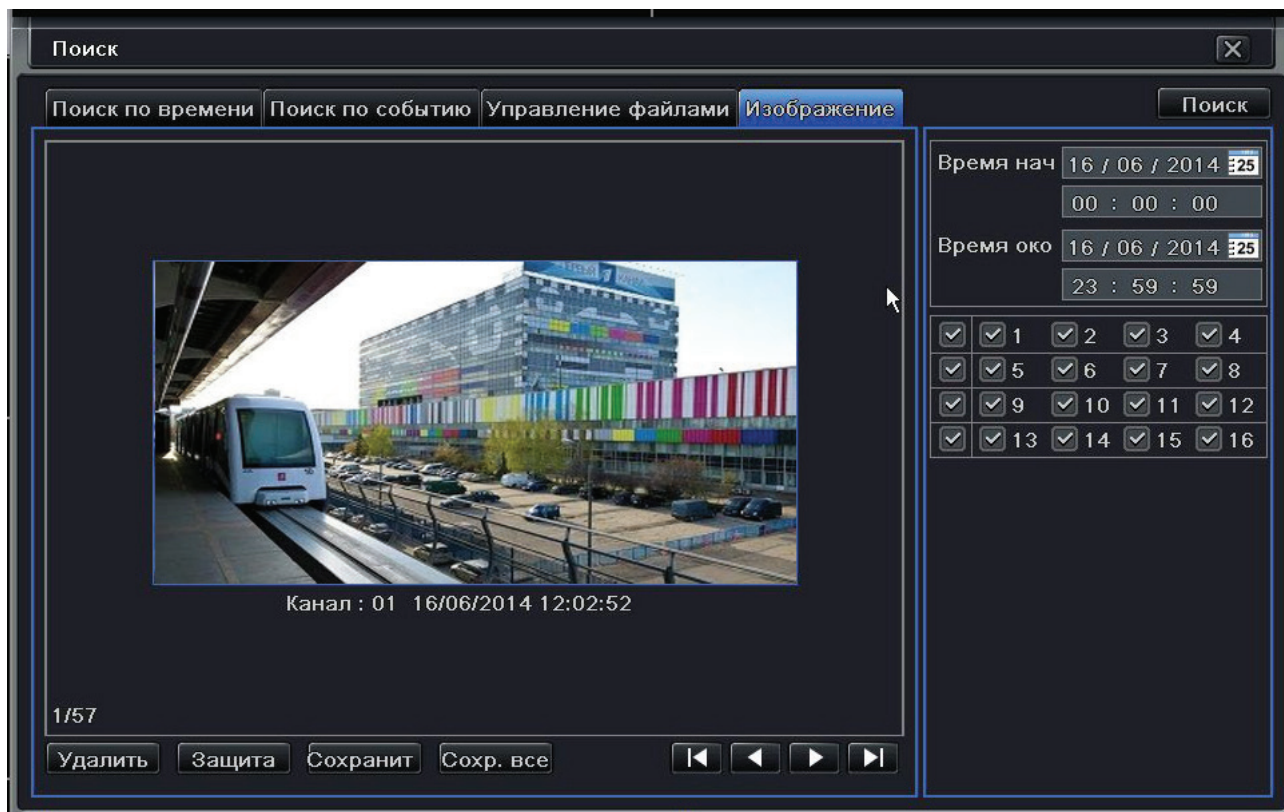 Поиск
Поиск по времени Поиск по событию Управление файлами Изображение
Поиск
Время нач 16 / 06 / 2014 25
00 : 00 : 00
Время око 16 / 06 / 2014 25
23 : 59 : 59
1 2 3 4
5 6 7 8
9 10 11 12
13 14 15 16
Канал : 01 16/06/2014 12:02:52
1/57
Удалить Защита Сохранит Сохр. все